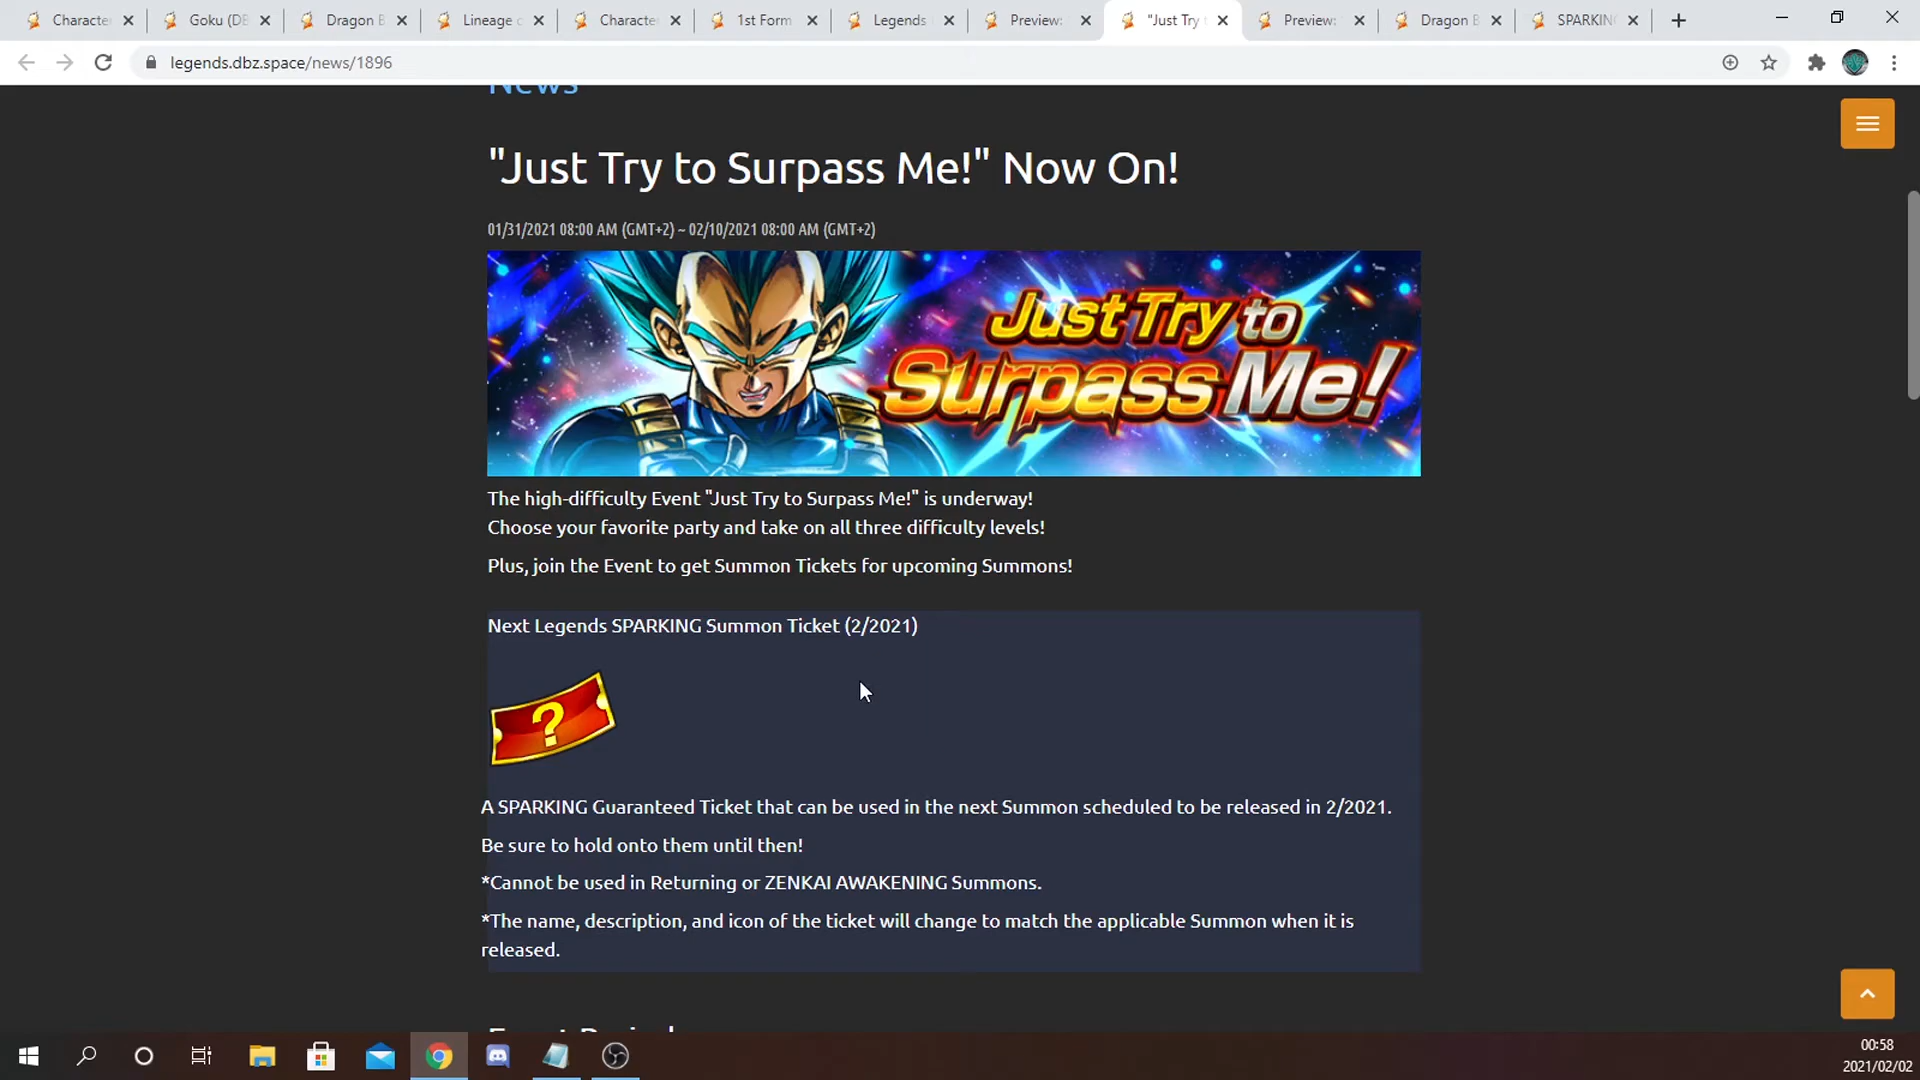 Character
Goku (DB
Dragon B
Lineage o
Character
1st Form
Legends
Preview:
"Just Try t
Preview:
Dragon B
SPARKING
legends.dbz.space/news/1896
News
"Just Try to Surpass Me!" Now On!
01/31/2021 08:00 AM (GMT+2) ~ 02/10/2021 08:00 AM (GMT+2)
Just Try to
Surpass Me!
The high-difficulty Event "Just Try to Surpass Me!" is underway!
Choose your favorite party and take on all three difficulty levels!
Plus, join the Event to get Summon Tickets for upcoming Summons!
Next Legends SPARKING Summon Ticket (2/2021)
?
A SPARKING Guaranteed Ticket that can be used in the next Summon scheduled to be released in 2/2021.
Be sure to hold onto them until then!
*Cannot be used in Returning or ZENKAI AWAKENING Summons.
*The name, description, and icon of the ticket will change to match the applicable Summon when it is
released.
Event Period
00:58
2021/02/02